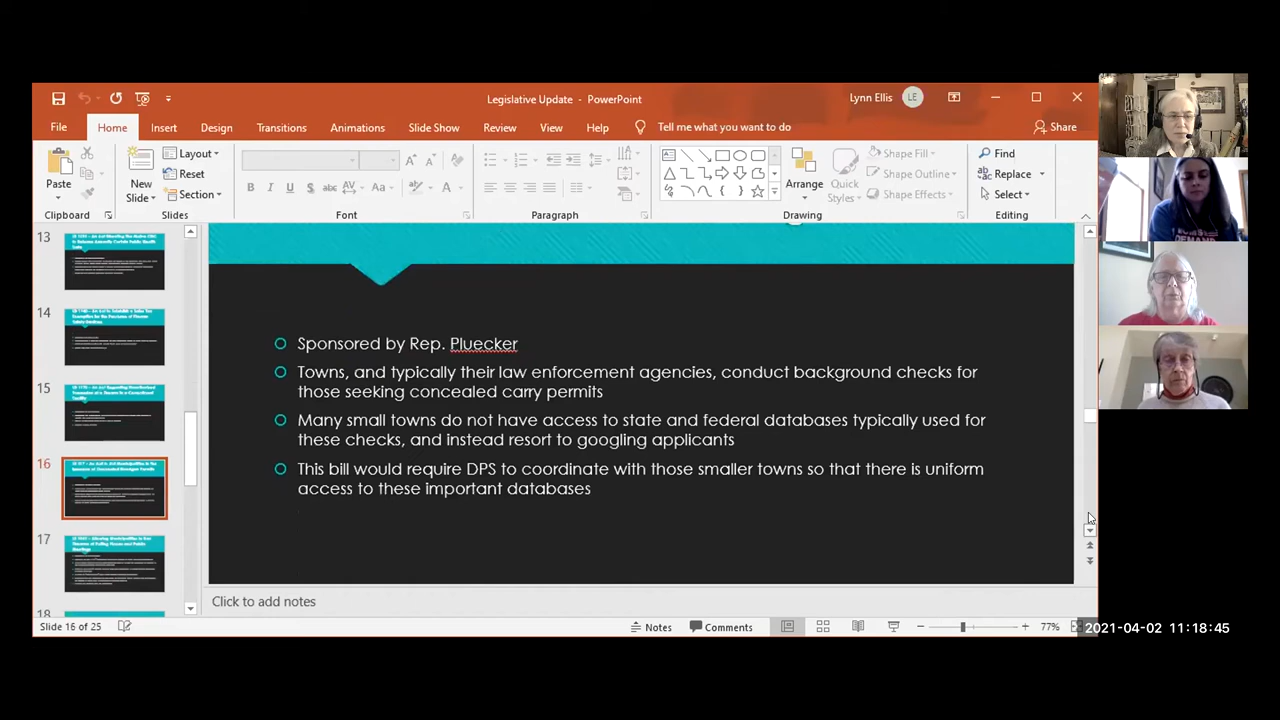 Legislative Update - PowerPoint
Lynn Ellis
LE
File
Home
Insert
Design
Transitions
Animations
Slide Show
Review
View
Help
Tell me what you want to do
Share
Paste
Clipboard
New
Slide
Layout
Reset
Section
Slides
B I U S abc AV Aa A
Font
Paragraph
Arrange
Quick
Styles
Shape Fill
Shape Outline
Shape Effects
Drawing
Find
Replace
Select
Editing
13
14
15
16
17
18
Sponsored by Rep. Pluecker
Towns, and typically their law enforcement agencies, conduct background checks for
those seeking concealed carry permits
Many small towns do not have access to state and federal databases typically used for
these checks, and instead resort to googling applicants
This bill would require DPS to coordinate with those smaller towns so that there is uniform
access to these important databases
Click to add notes
Slide 16 of 25
Notes
Comments
77%
2021-04-02 11:18:45